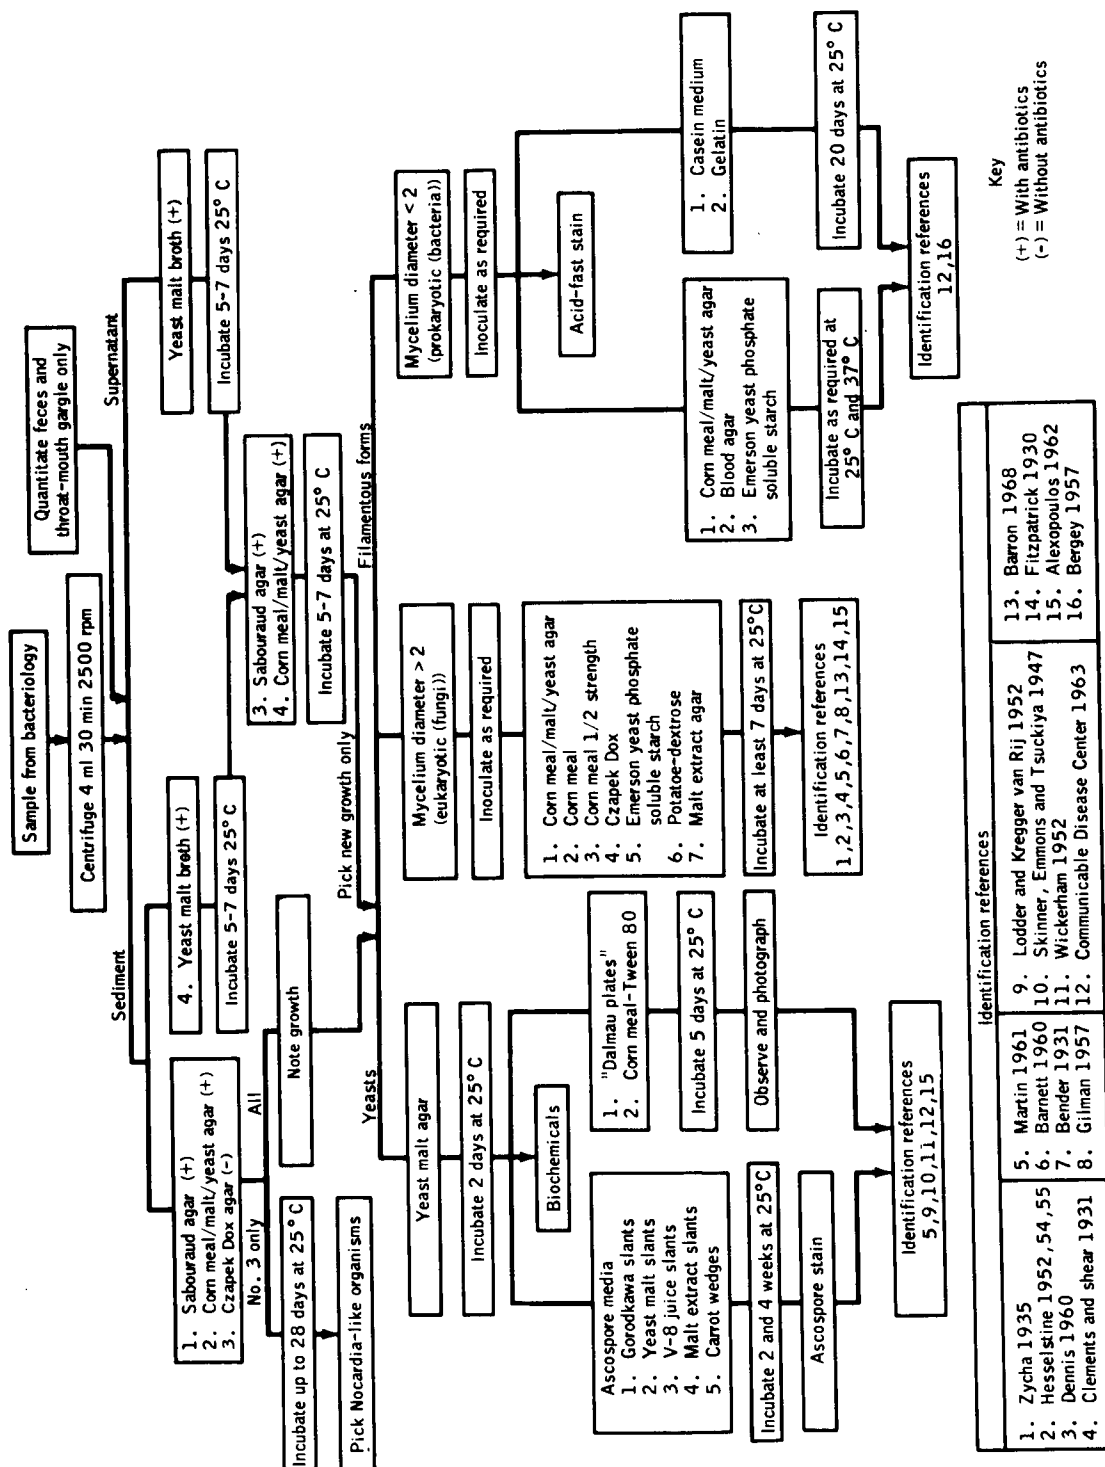 Sample from bacteriology
Centrifuge 4 ml 30 min 2500 rpm
Quantitate feces and
throat-mouth gargle only
Sediment
Supernatant
1. Sabouraud agar (+)
2. Corn meal/malt/yeast agar (+)
3. Czapek Dox agar (-)
4. Yeast malt broth (+)
Incubate 5-7 days 25° C
Yeast malt broth (+)
Incubate 5-7 days 25° C
3. Sabouraud agar (+)
4. Corn meal/malt/yeast agar (+)
Incubate 5-7 days at 25° C
No. 3 only
All
Incubate up to 28 days at 25° C
Pick Nocardia-like organisms
Note growth
Pick new growth only
Yeasts
Filamentous forms
Yeast malt agar
Incubate 2 days at 25° C
Biochemicals
Ascospore media
1. Gorodkawa slants
2. Yeast malt slants
3. V-8 juice slants
4. Malt extract slants
5. Carrot wedges
Incubate 2 and 4 weeks at 25°C
Ascospore stain
1. "Dalmau plates"
2. Corn meal-Tween 80
Incubate 5 days at 25° C
Observe and photograph
Identification references
5,9,10,11,12,15
Mycelium diameter > 2
(eukaryotic (fungi))
Inoculate as required
1. Corn meal/malt/yeast agar
2. Corn meal
3. Corn meal 1/2 strength
4. Czapek Dox
5. Emerson yeast phosphate
soluble starch
6. Potatoe-dextrose
7. Malt extract agar
Incubate at least 7 days at 25°C
Identification references
1,2,3,4,5,6,7,8,13,14,15
Mycelium diameter < 2
(prokaryotic (bacteria))
Inoculate as required
Acid-fast stain
1. Corn meal/malt/yeast agar
2. Blood agar
3. Emerson yeast phosphate
soluble starch
Incubate as required at
25° C and 37° C
1. Casein medium
2. Gelatin
Incubate 20 days at 25° C
Identification references
12,16
Key
(+) = With antibiotics
(-) = Without antibiotics
Identification references
1. Zycha 1935
2. Hesselstine 1952,54,55
3. Dennis 1960
4. Clements and shear 1931
5. Martin 1961
6. Barnett 1960
7. Bender 1931
8. Gilman 1957
9. Lodder and Kregger van Rij 1952
10. Skinner, Emmons and Tsuckiya 1947
11. Wickerham 1952
12. Communicable Disease Center 1963
13. Barron 1968
14. Fitzpatrick 1930
15. Alexopoulos 1962
16. Bergey 1957